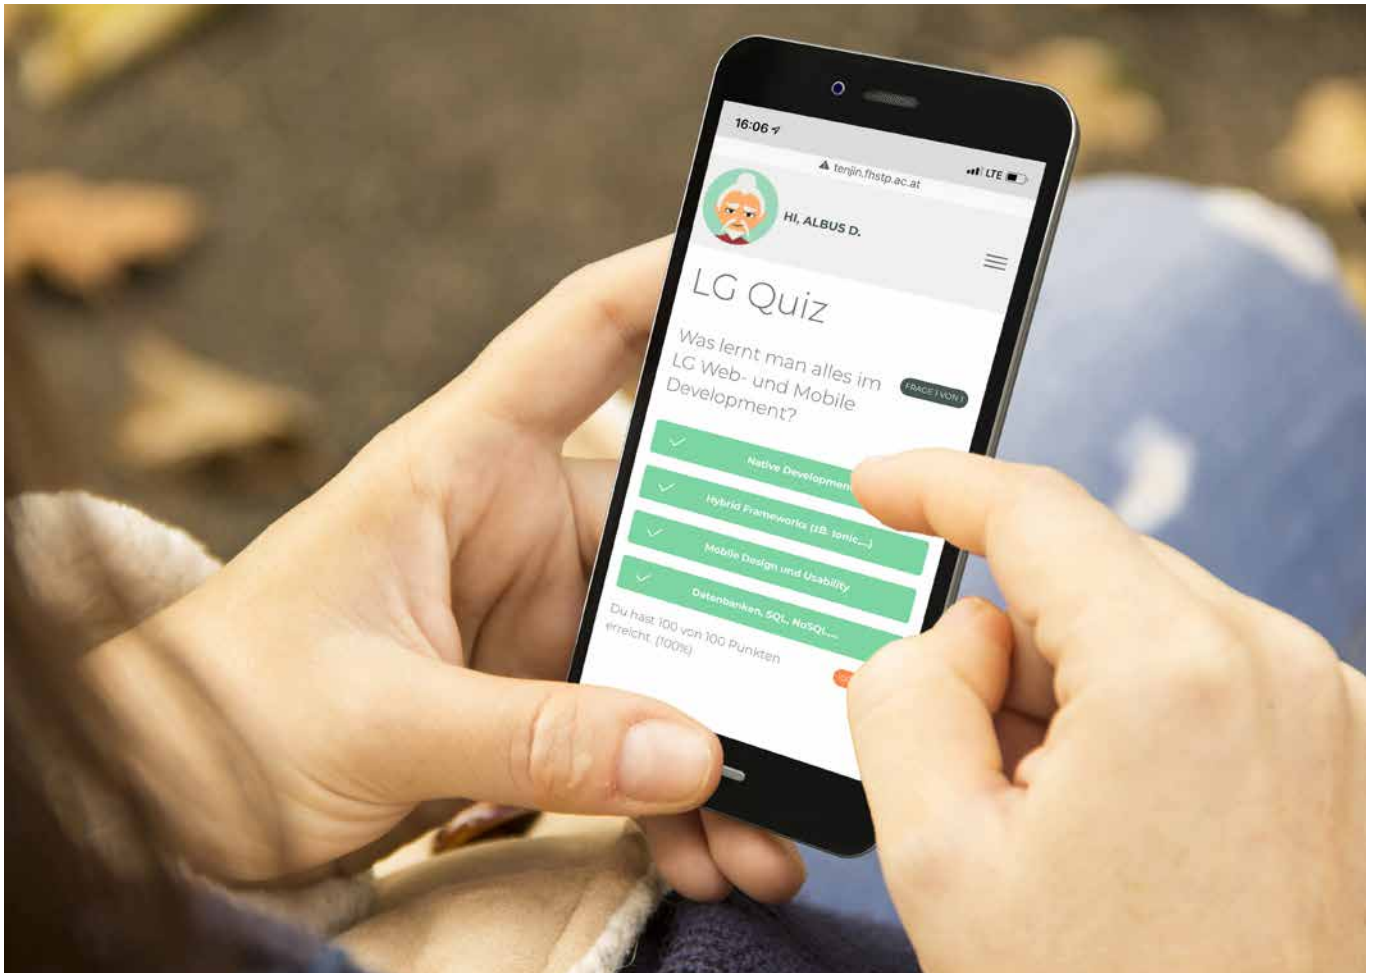 16:06
LTE
tenjin.fhstp.ac.at
HI, ALBUS D.
LG Quiz
Was lernt man alles im
LG Web- und Mobile
Development?
FRAGE 1 VON 1
Native Development
Hybrid Frameworks (zB. Ionic,...)
Mobile Design und Usability
Datenbanken, SQL, NoSQL,...
Du hast 100 von 100 Punkten
erreicht. (100%)